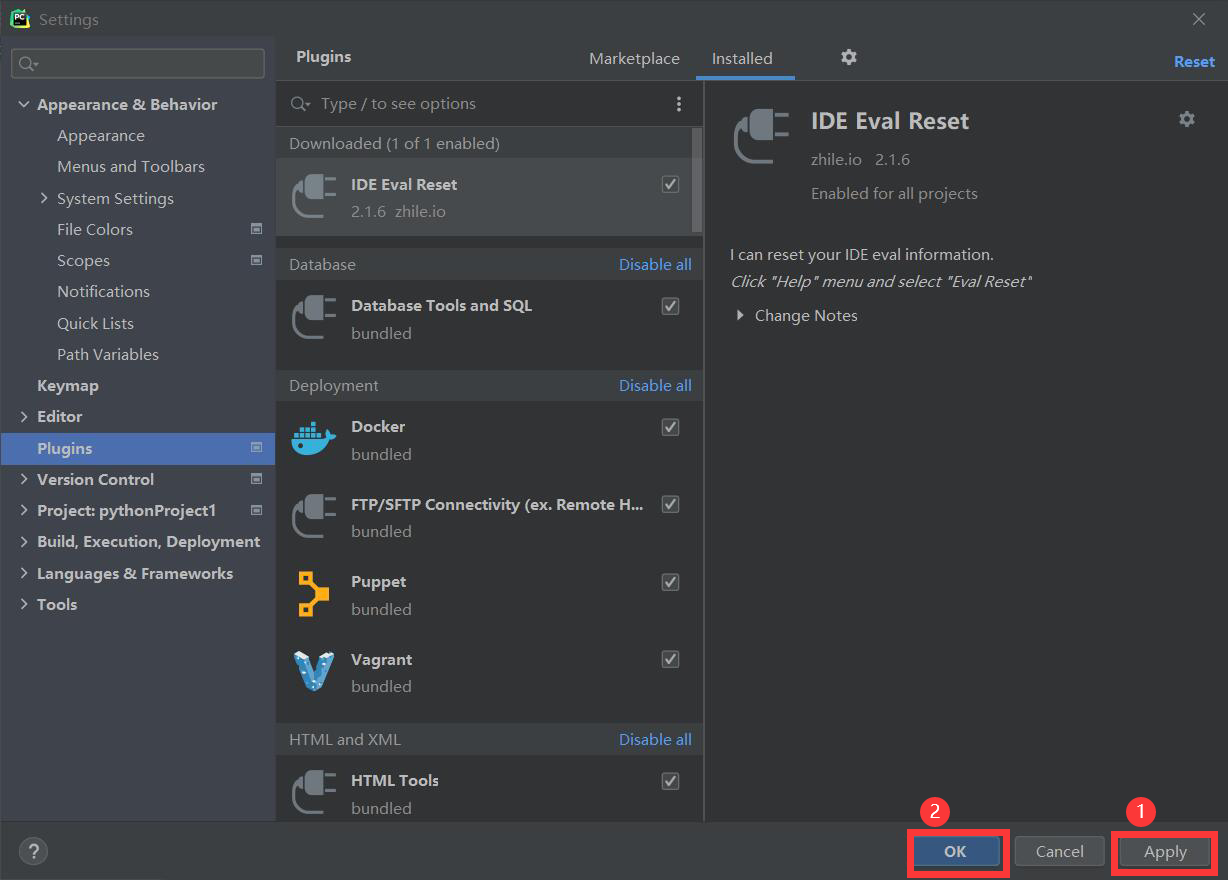 PC
Settings
Plugins
Marketplace
Installed
Reset
Appearance & Behavior
Appearance
Menus and Toolbars
System Settings
File Colors
Scopes
Notifications
Quick Lists
Path Variables
Keymap
Editor
Plugins
Version Control
Project: pythonProject1
Build, Execution, Deployment
Languages & Frameworks
Tools
Type / to see options
Downloaded (1 of 1 enabled)
IDE Eval Reset
2.1.6 zhile.io
Database
Disable all
Database Tools and SQL
bundled
Deployment
Disable all
Docker
bundled
FTP/SFTP Connectivity (ex. Remote H...
bundled
Puppet
bundled
Vagrant
bundled
HTML and XML
Disable all
HTML Tools
bundled
IDE Eval Reset
zhile.io 2.1.6
Enabled for all projects
I can reset your IDE eval information.
Click "Help" menu and select "Eval Reset"
Change Notes
2
1
?
OK
Cancel
Apply